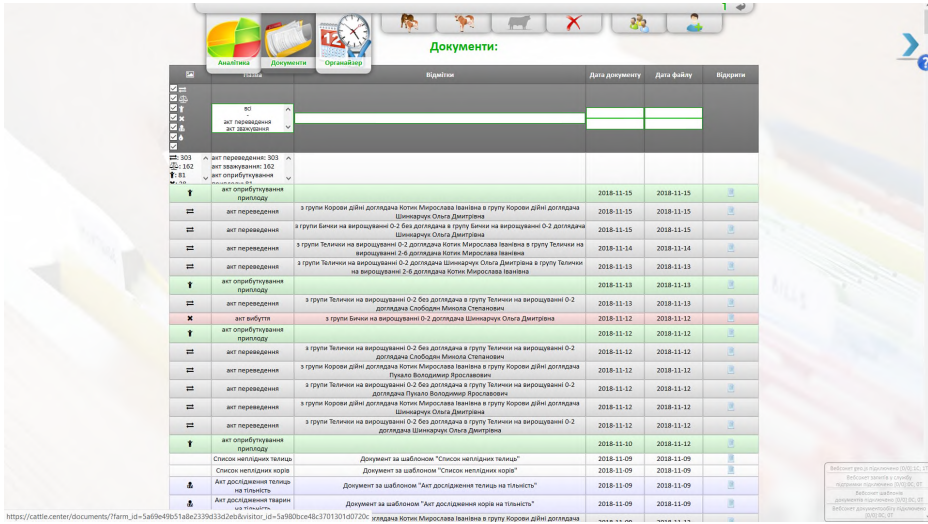 1
Аналітика
Документи
Органайзер
Документи:
Назва Відмітки Дата документу Дата файлу Відкрити
всі
-
акт переведення
акт зважування
: 303 акт переведення: 303
: 162 акт зважування: 162
: 81 акт оприбуткування
акт оприбуткування
приплоду 2018-11-15 2018-11-15
з групи Корови дійні доглядача Котик Мирослава Іванівна в групу Корови дійні доглядача
акт переведення 2018-11-15 2018-11-15
Шинкарчук Ольга Дмитрівна
з групи Бички на вирощуванні 0-2 без доглядача в групу Бички на вирощуванні 0-2 доглядача
акт переведення 2018-11-15 2018-11-15
Шинкарчук Ольга Дмитрівна
з групи Телички на вирощуванні 0-2 доглядача Котик Мирослава Іванівна в групу Телички на
акт переведення 2018-11-14 2018-11-14
вирощуванні 2-6 доглядача Котик Мирослава Іванівна
з групи Телички на вирощуванні 0-2 доглядача Шинкарчук Ольга Дмитрівна в групу Телички
акт переведення 2018-11-13 2018-11-13
на вирощуванні 2-6 доглядача Котик Мирослава Іванівна
акт оприбуткування
приплоду 2018-11-13 2018-11-13
з групи Телички на вирощуванні 0-2 без доглядача в групу Телички на вирощуванні 0-2
акт переведення 2018-11-13 2018-11-13
доглядача Слободян Микола Степанович
акт вибуття з групи Бички на вирощуванні 0-2 доглядача Шинкарчук Ольга Дмитрівна 2018-11-12 2018-11-12
акт оприбуткування
приплоду 2018-11-12 2018-11-12
з групи Телички на вирощуванні 0-2 без доглядача в групу Телички на вирощуванні 0-2
акт переведення 2018-11-12 2018-11-12
доглядача Слободян Микола Степанович
з групи Корови дійні доглядача Котик Мирослава Іванівна в групу Корови дійні доглядача
акт переведення 2018-11-12 2018-11-12
Пукало Володимир Ярославович
з групи Телички на вирощуванні 0-2 без доглядача в групу Телички на вирощуванні 0-2
акт переведення 2018-11-12 2018-11-12
доглядача Пукало Володимир Ярославович
з групи Корови дійні доглядача Котик Мирослава Іванівна в групу Корови дійні доглядача
акт переведення 2018-11-12 2018-11-12
Шинкарчук Ольга Дмитрівна
з групи Телички на вирощуванні 0-2 без доглядача в групу Телички на вирощуванні 0-2
акт переведення 2018-11-12 2018-11-12
доглядача Шинкарчук Ольга Дмитрівна
акт оприбуткування
приплоду 2018-11-10 2018-11-10
Список неплідних телиць Документ за шаблоном "Список неплідних телиць" 2018-11-09 2018-11-09
Список неплідних корів Документ за шаблоном "Список неплідних корів" 2018-11-09 2018-11-09
Акт дослідження телиць
на тільність Документ за шаблоном "Акт дослідження телиць на тільність" 2018-11-09 2018-11-09
Акт дослідження тварин
на тільність Документ за шаблоном "Акт дослідження корів на тільність" 2018-11-09 2018-11-09
доглядача Котик Мирослава Іванівна в групу Корови дійні доглядача